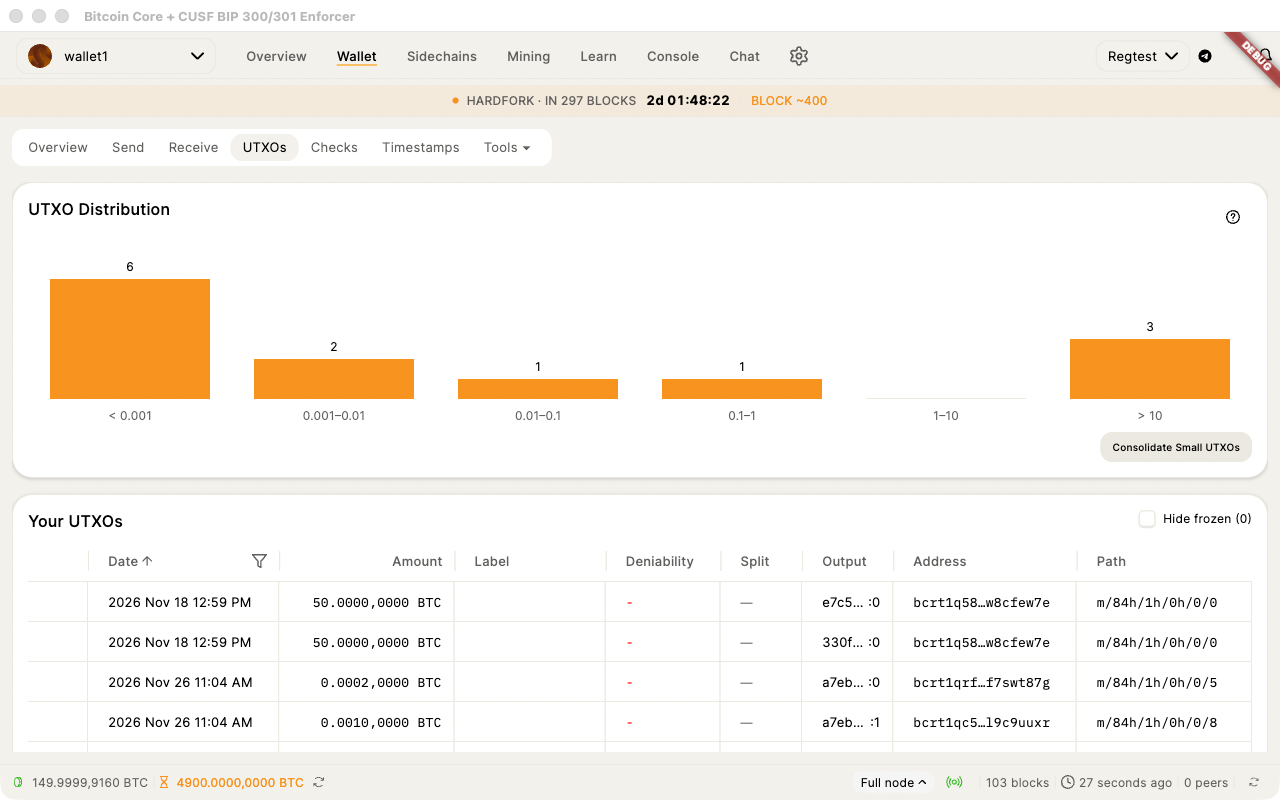 Bitcoin Core + CUSF BIP 300/301 Enforcer
wallet1 Overview Wallet Sidechains Mining Learn Console Chat Regtest DEBUG
HARDFORK · IN 297 BLOCKS 2d 01:48:22 BLOCK ~400
Overview Send Receive UTXOs Checks Timestamps Tools
UTXO Distribution
6
2
1
1
3
< 0.001 0.001–0.01 0.01–0.1 0.1–1 1–10 > 10
Consolidate Small UTXOs
Your UTXOs Hide frozen (0)
Date Amount Label Deniability Split Output Address Path
2026 Nov 18 12:59 PM 50.0000,0000 BTC - — e7c5… :0 bcrt1q58…w8cfew7e m/84h/1h/0h/0/0
2026 Nov 18 12:59 PM 50.0000,0000 BTC - — 330f… :0 bcrt1q58…w8cfew7e m/84h/1h/0h/0/0
2026 Nov 26 11:04 AM 0.0002,0000 BTC - — a7eb… :0 bcrt1qrf…f7swt87g m/84h/1h/0h/0/5
2026 Nov 26 11:04 AM 0.0010,0000 BTC - — a7eb… :1 bcrt1qc5…l9c9uuxr m/84h/1h/0h/0/8
149.9999,9160 BTC 4900.0000,0000 BTC Full node 103 blocks 27 seconds ago 0 peers